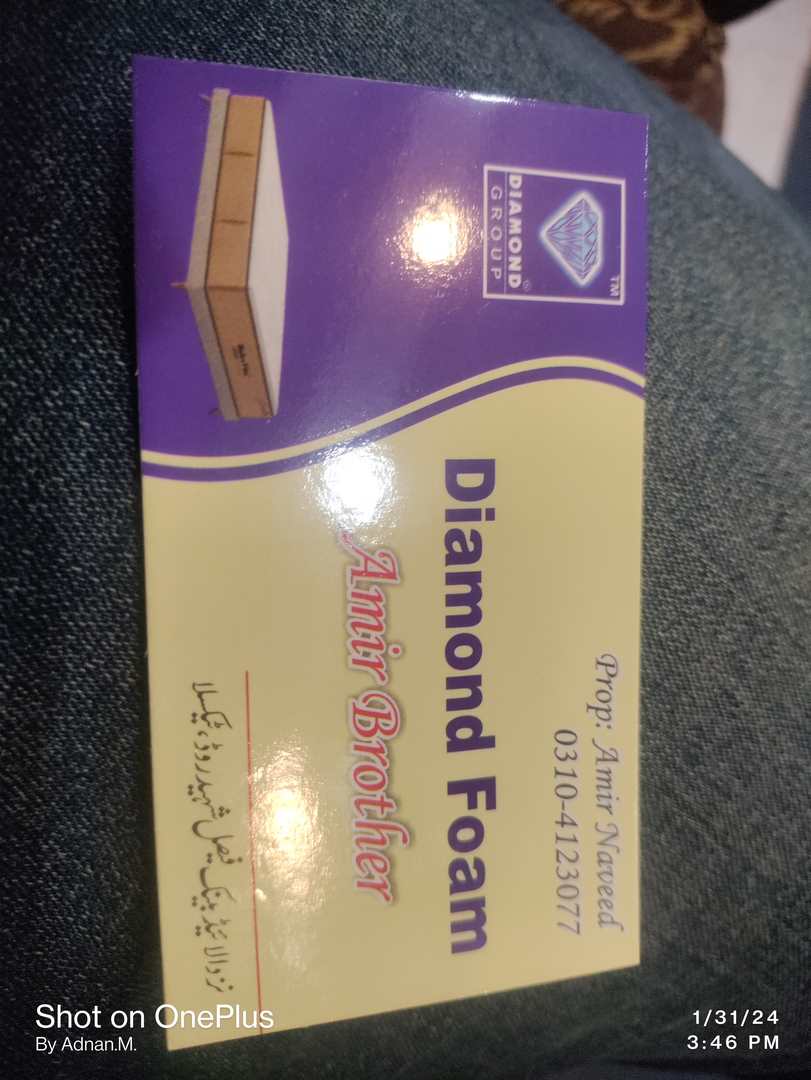 DIAMOND®
GROUP
TM
Prop: Amir Naveed
0310-4123077
Diamond Foam
Amir Brother
نزد الائیڈ بینک فیصل شہید روڈ، ٹیکسلا
Shot on OnePlus
By Adnan.M.
1/31/24
3:46 PM